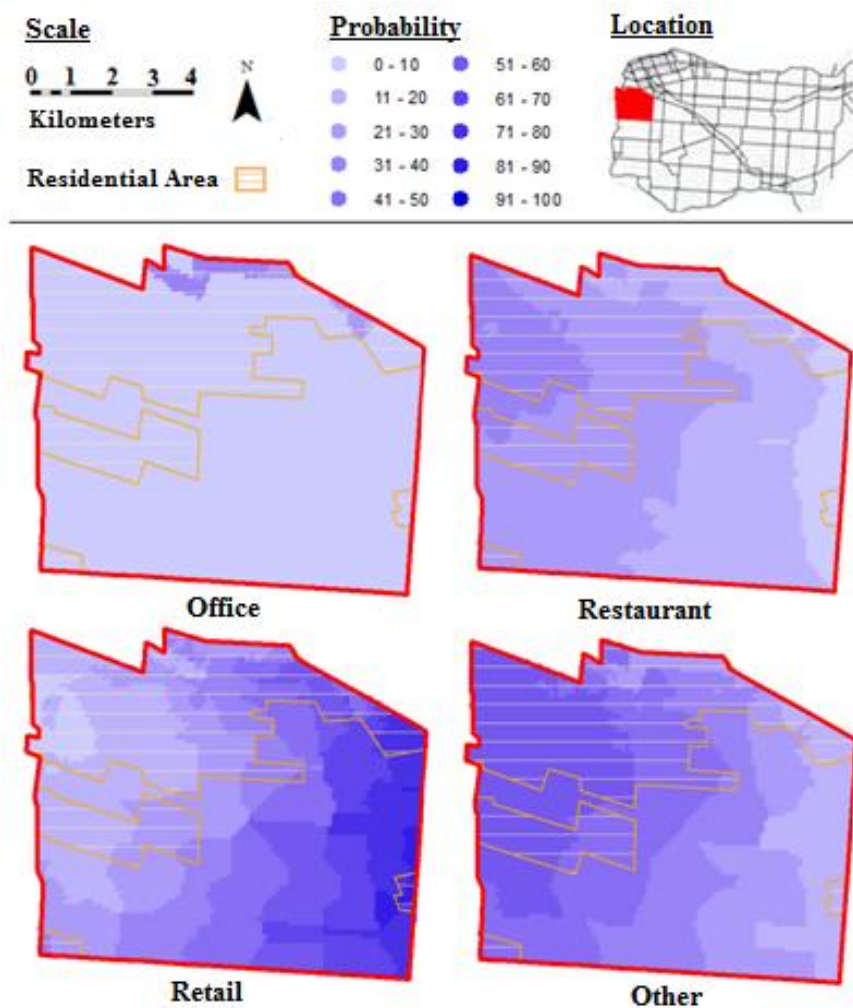 Scale
0 1 2 3 4
Kilometers
N
Residential Area
Probability
0 - 10
11 - 20
21 - 30
31 - 40
41 - 50
51 - 60
61 - 70
71 - 80
81 - 90
91 - 100
Location
Office
Restaurant
Retail
Other